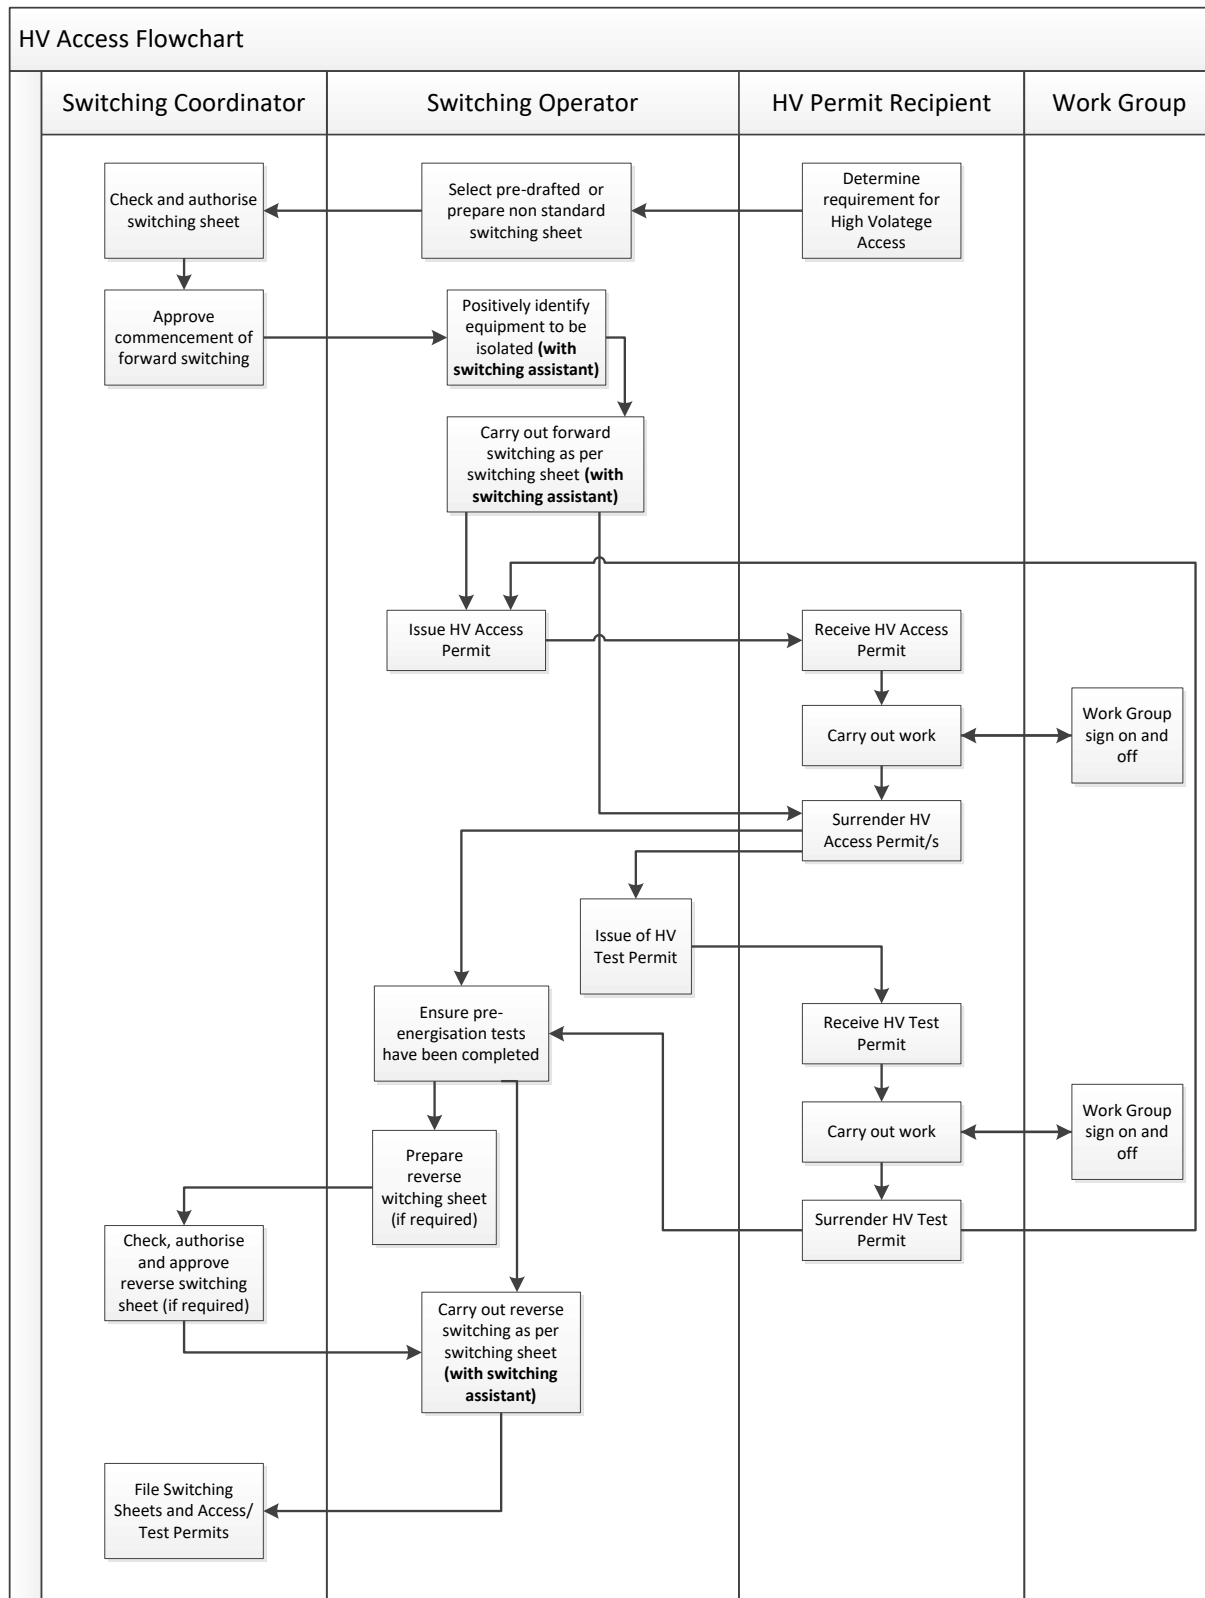 HV Access Flowchart
Switching Coordinator
Switching Operator
HV Permit Recipient
Work Group
Check and authorise
switching sheet
Select pre-drafted or
prepare non standard
switching sheet
Determine
requirement for
High Volatege
Access
Approve
commencement of
forward switching
Positively identify
equipment to be
isolated (with
switching assistant)
Carry out forward
switching as per
switching sheet (with
switching assistant)
Issue HV Access
Permit
Receive HV Access
Permit
Carry out work
Work Group
sign on and
off
Surrender HV
Access Permit/s
Issue of HV
Test Permit
Ensure pre-
energisation tests
have been completed
Receive HV Test
Permit
Carry out work
Work Group
sign on and
off
Prepare
reverse
witching sheet
(if required)
Surrender HV Test
Permit
Check, authorise
and approve
reverse switching
sheet (if required)
Carry out reverse
switching as per
switching sheet
(with switching
assistant)
File Switching
Sheets and Access/
Test Permits